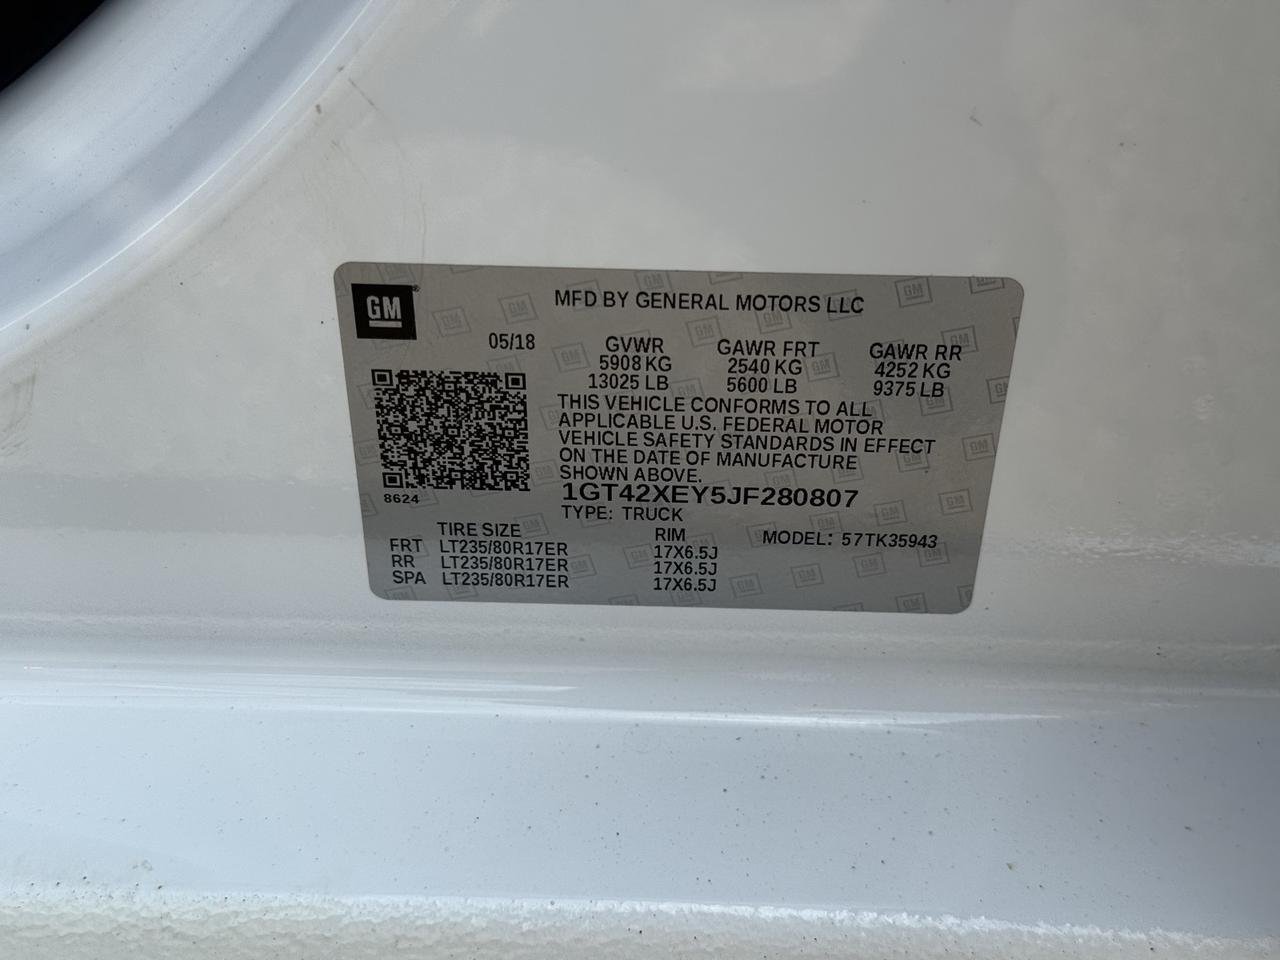 GM
MFD BY GENERAL MOTORS LLC
05/18 GVWR GAWR FRT GAWR RR
5908 KG 2540 KG 4252 KG
13025 LB 5600 LB 9375 LB
THIS VEHICLE CONFORMS TO ALL
APPLICABLE U.S. FEDERAL MOTOR
VEHICLE SAFETY STANDARDS IN EFFECT
ON THE DATE OF MANUFACTURE
SHOWN ABOVE.
8624
1GT42XEY5JF280807
TYPE: TRUCK
TIRE SIZE RIM MODEL: 57TK35943
FRT LT235/80R17ER 17X6.5J
RR LT235/80R17ER 17X6.5J
SPA LT235/80R17ER 17X6.5J